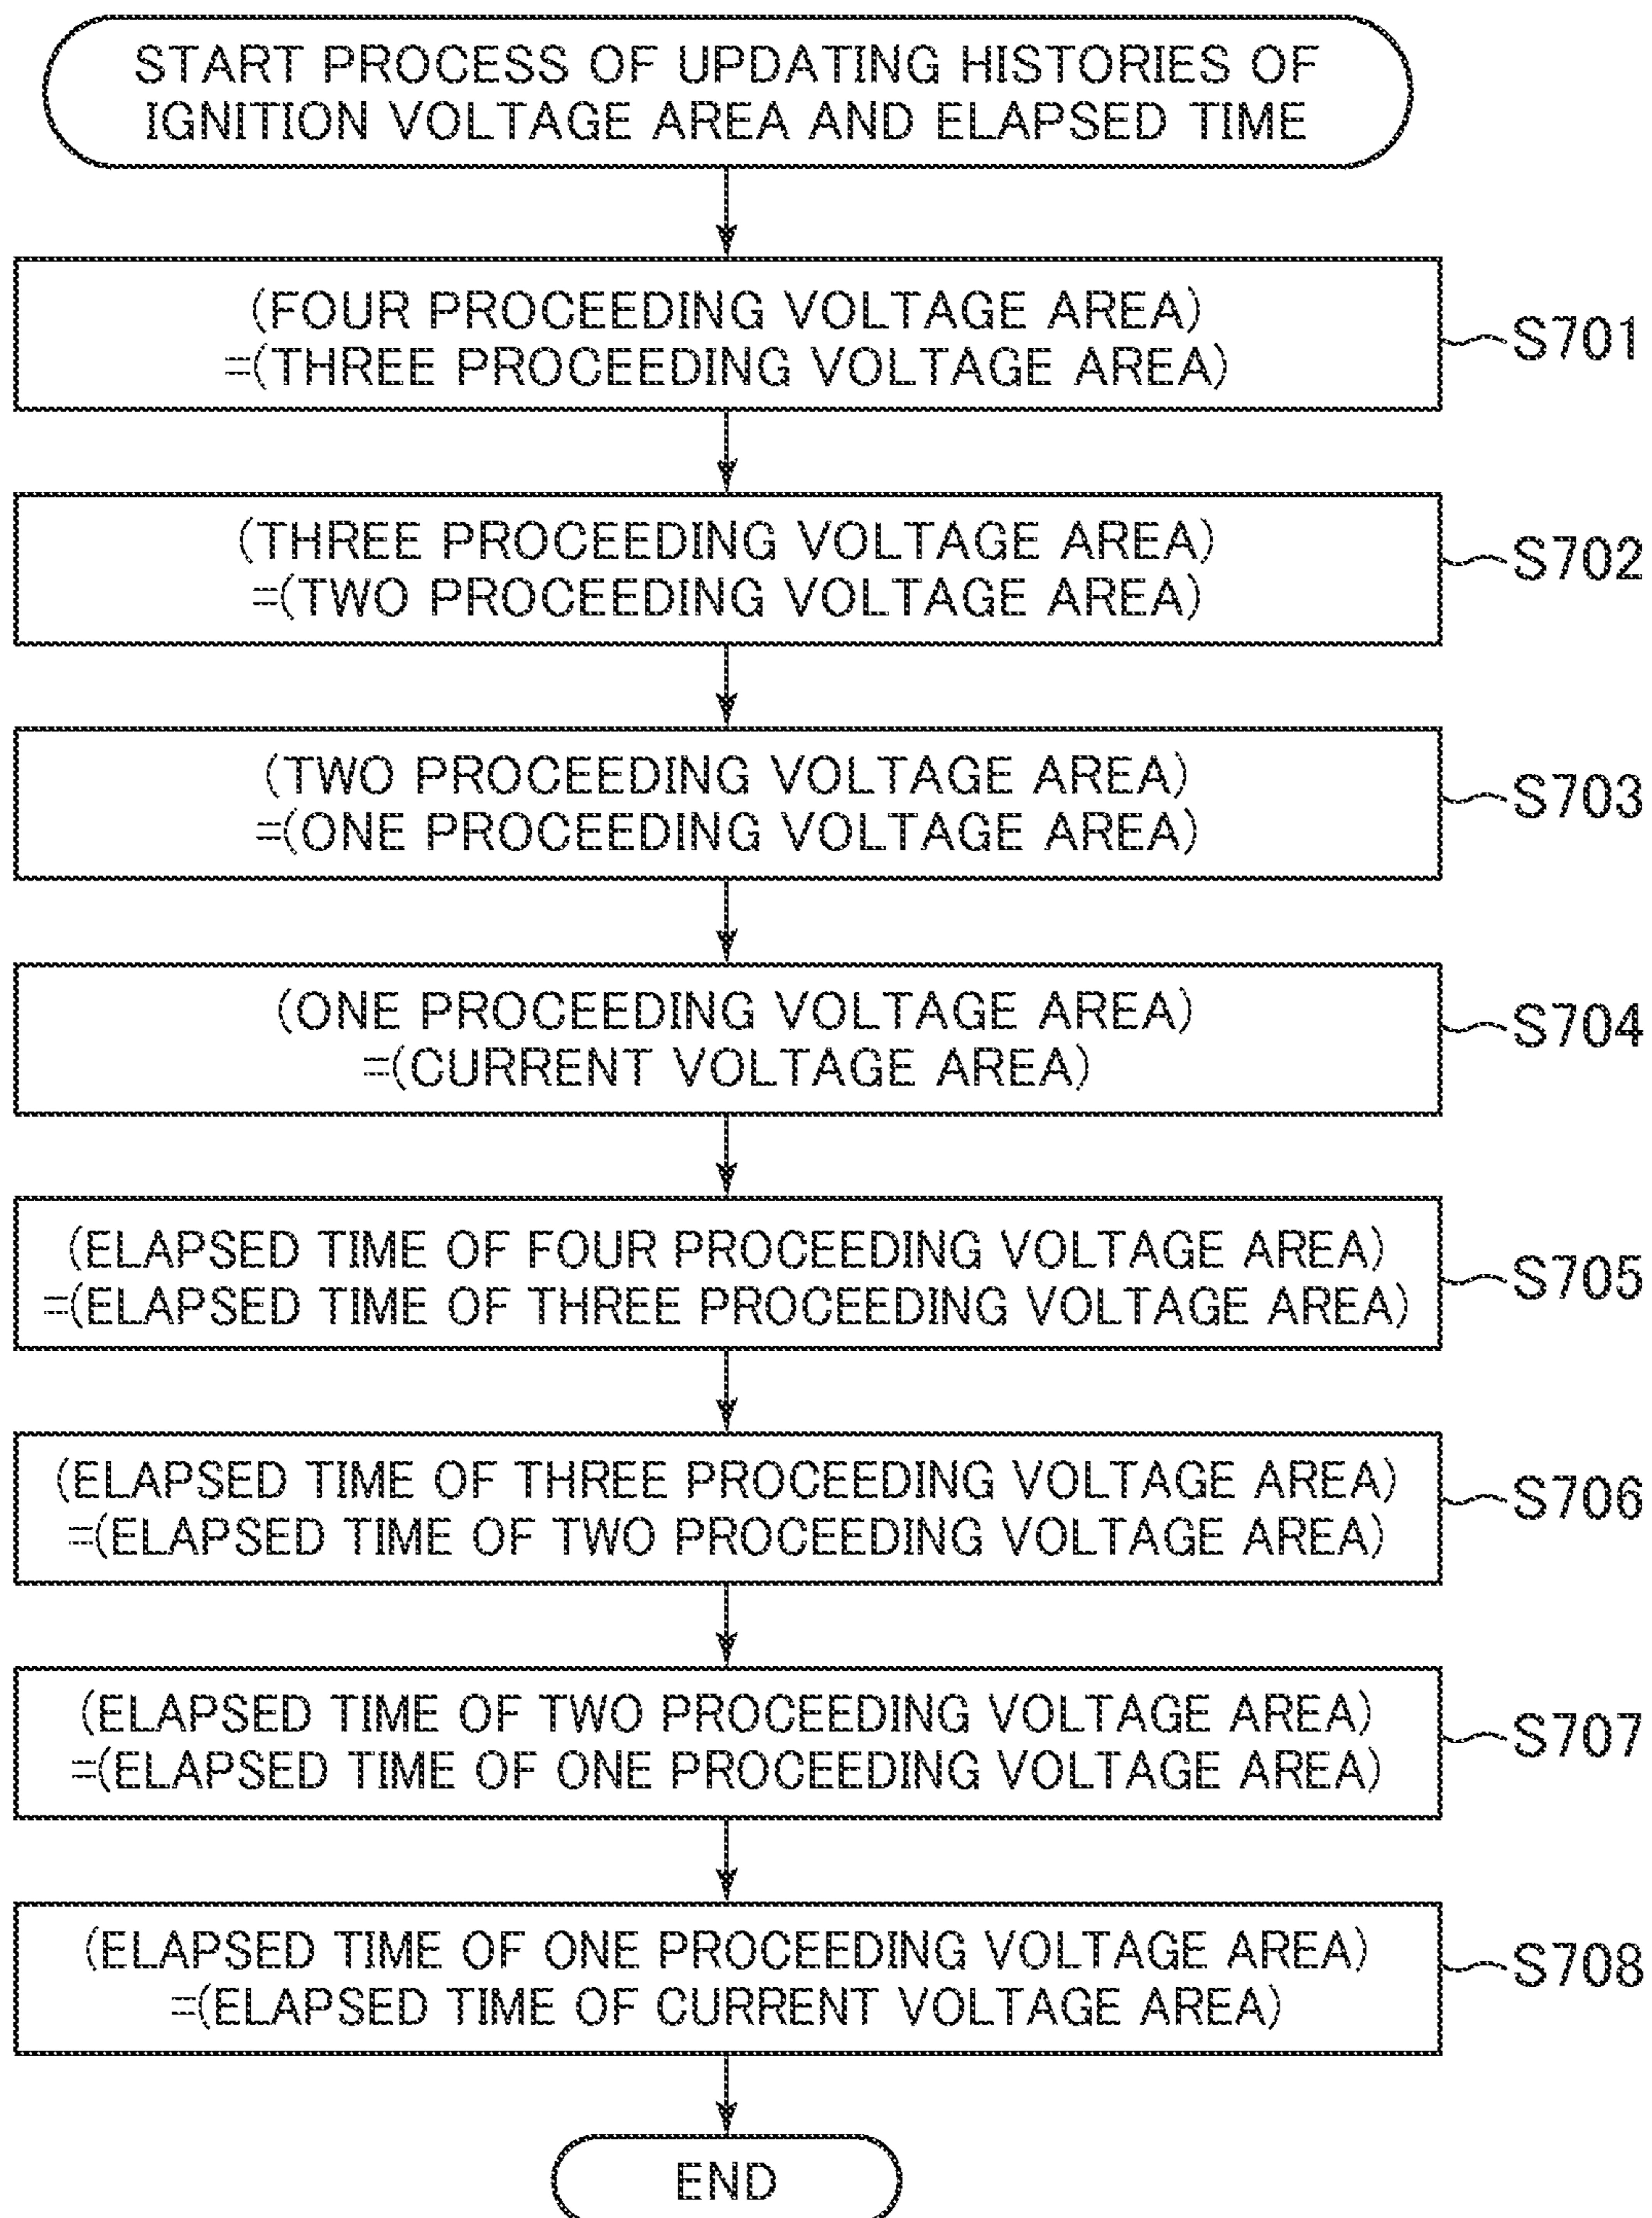 START PROCESS OF UPDATING HISTORIES OF
IGNITION VOLTAGE AREA AND ELAPSED TIME
(FOUR PROCEEDING VOLTAGE AREA)
=(THREE PROCEEDING VOLTAGE AREA)
S701
(THREE PROCEEDING VOLTAGE AREA)
=(TWO PROCEEDING VOLTAGE AREA)
S702
(TWO PROCEEDING VOLTAGE AREA)
=(ONE PROCEEDING VOLTAGE AREA)
S703
(ONE PROCEEDING VOLTAGE AREA)
=(CURRENT VOLTAGE AREA)
S704
(ELAPSED TIME OF FOUR PROCEEDING VOLTAGE AREA)
=(ELAPSED TIME OF THREE PROCEEDING VOLTAGE AREA)
S705
(ELAPSED TIME OF THREE PROCEEDING VOLTAGE AREA)
=(ELAPSED TIME OF TWO PROCEEDING VOLTAGE AREA)
S706
(ELAPSED TIME OF TWO PROCEEDING VOLTAGE AREA)
=(ELAPSED TIME OF ONE PROCEEDING VOLTAGE AREA)
S707
(ELAPSED TIME OF ONE PROCEEDING VOLTAGE AREA)
=(ELAPSED TIME OF CURRENT VOLTAGE AREA)
S708
END